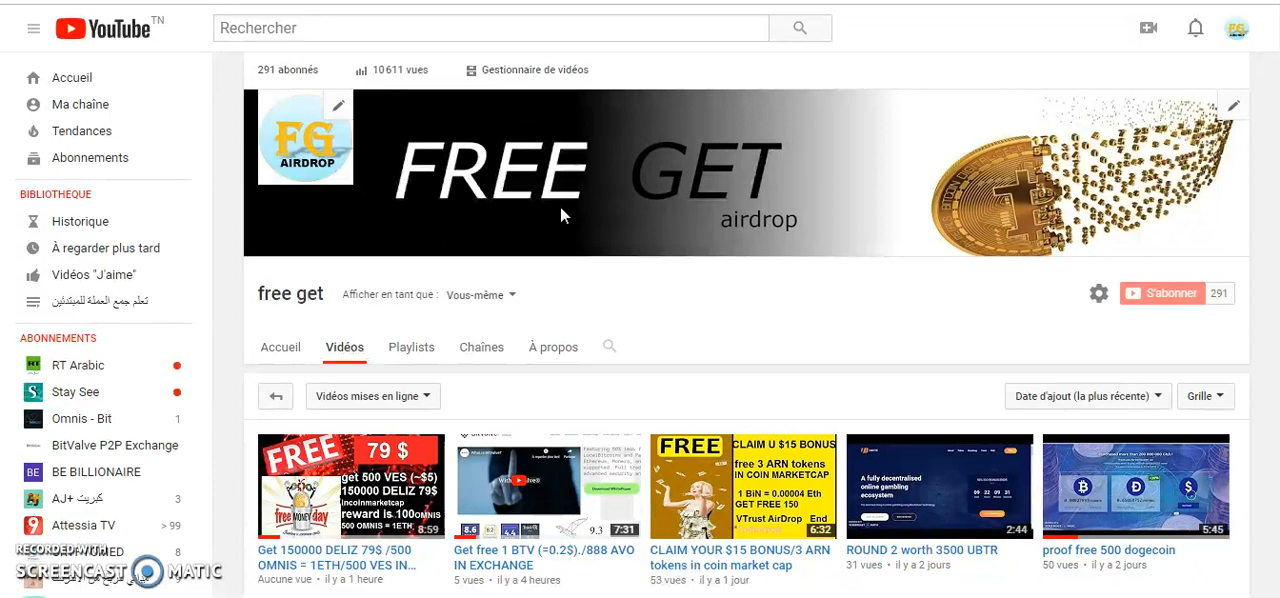 YouTube TN
Rechercher
FG
Accueil
Ma chaîne
Tendances
Abonnements
BIBLIOTHEQUE
Historique
À regarder plus tard
Vidéos "J'aime"
تعلم جمع العملة للمبتدئين
ABONNEMENTS
RT Arabic
Stay See
Omnis - Bit 1
BitValve P2P Exchange
BE BILLIONAIRE
AJ+ كبريت 3
Attessia TV > 99
RECORDED WITH
SCREENCAST MATIC
291 abonnés
10 611 vues
Gestionnaire de vidéos
FG
AIRDROP
FREE GET
airdrop
free get
Afficher en tant que : Vous-même
S'abonner 291
Accueil Vidéos Playlists Chaînes À propos
Vidéos mises en ligne
Date d'ajout (la plus récente)
Grille
FREE 79 $
get 500 VES (~$5)
150000 DELIZ 79$
reward is 100omnis
500 OMNIS = 1ETH
free MONEY day
8:59
Get 150000 DELIZ 79$ /500
OMNIS = 1ETH/500 VES IN...
Aucune vue • il y a 1 heure
8.6
4.4
9.3
7:31
Get free 1 BTV (=0.2$)./888 AVO
IN EXCHANGE
5 vues • il y a 4 heures
FREE CLAIM U $15 BONUS
free 3 ARN tokens
IN COIN MARKETCAP
1 BiN = 0.00004 Eth
GET FREE 150
VTrust AirDrop End
6:32
CLAIM YOUR $15 BONUS/3 ARN
tokens in coin market cap
53 vues • il y a 1 jour
A fully decentralised
online gambling
ecosystem
2:44
ROUND 2 worth 3500 UBTR
31 vues • il y a 2 jours
5:45
proof free 500 dogecoin
50 vues • il y a 2 jours